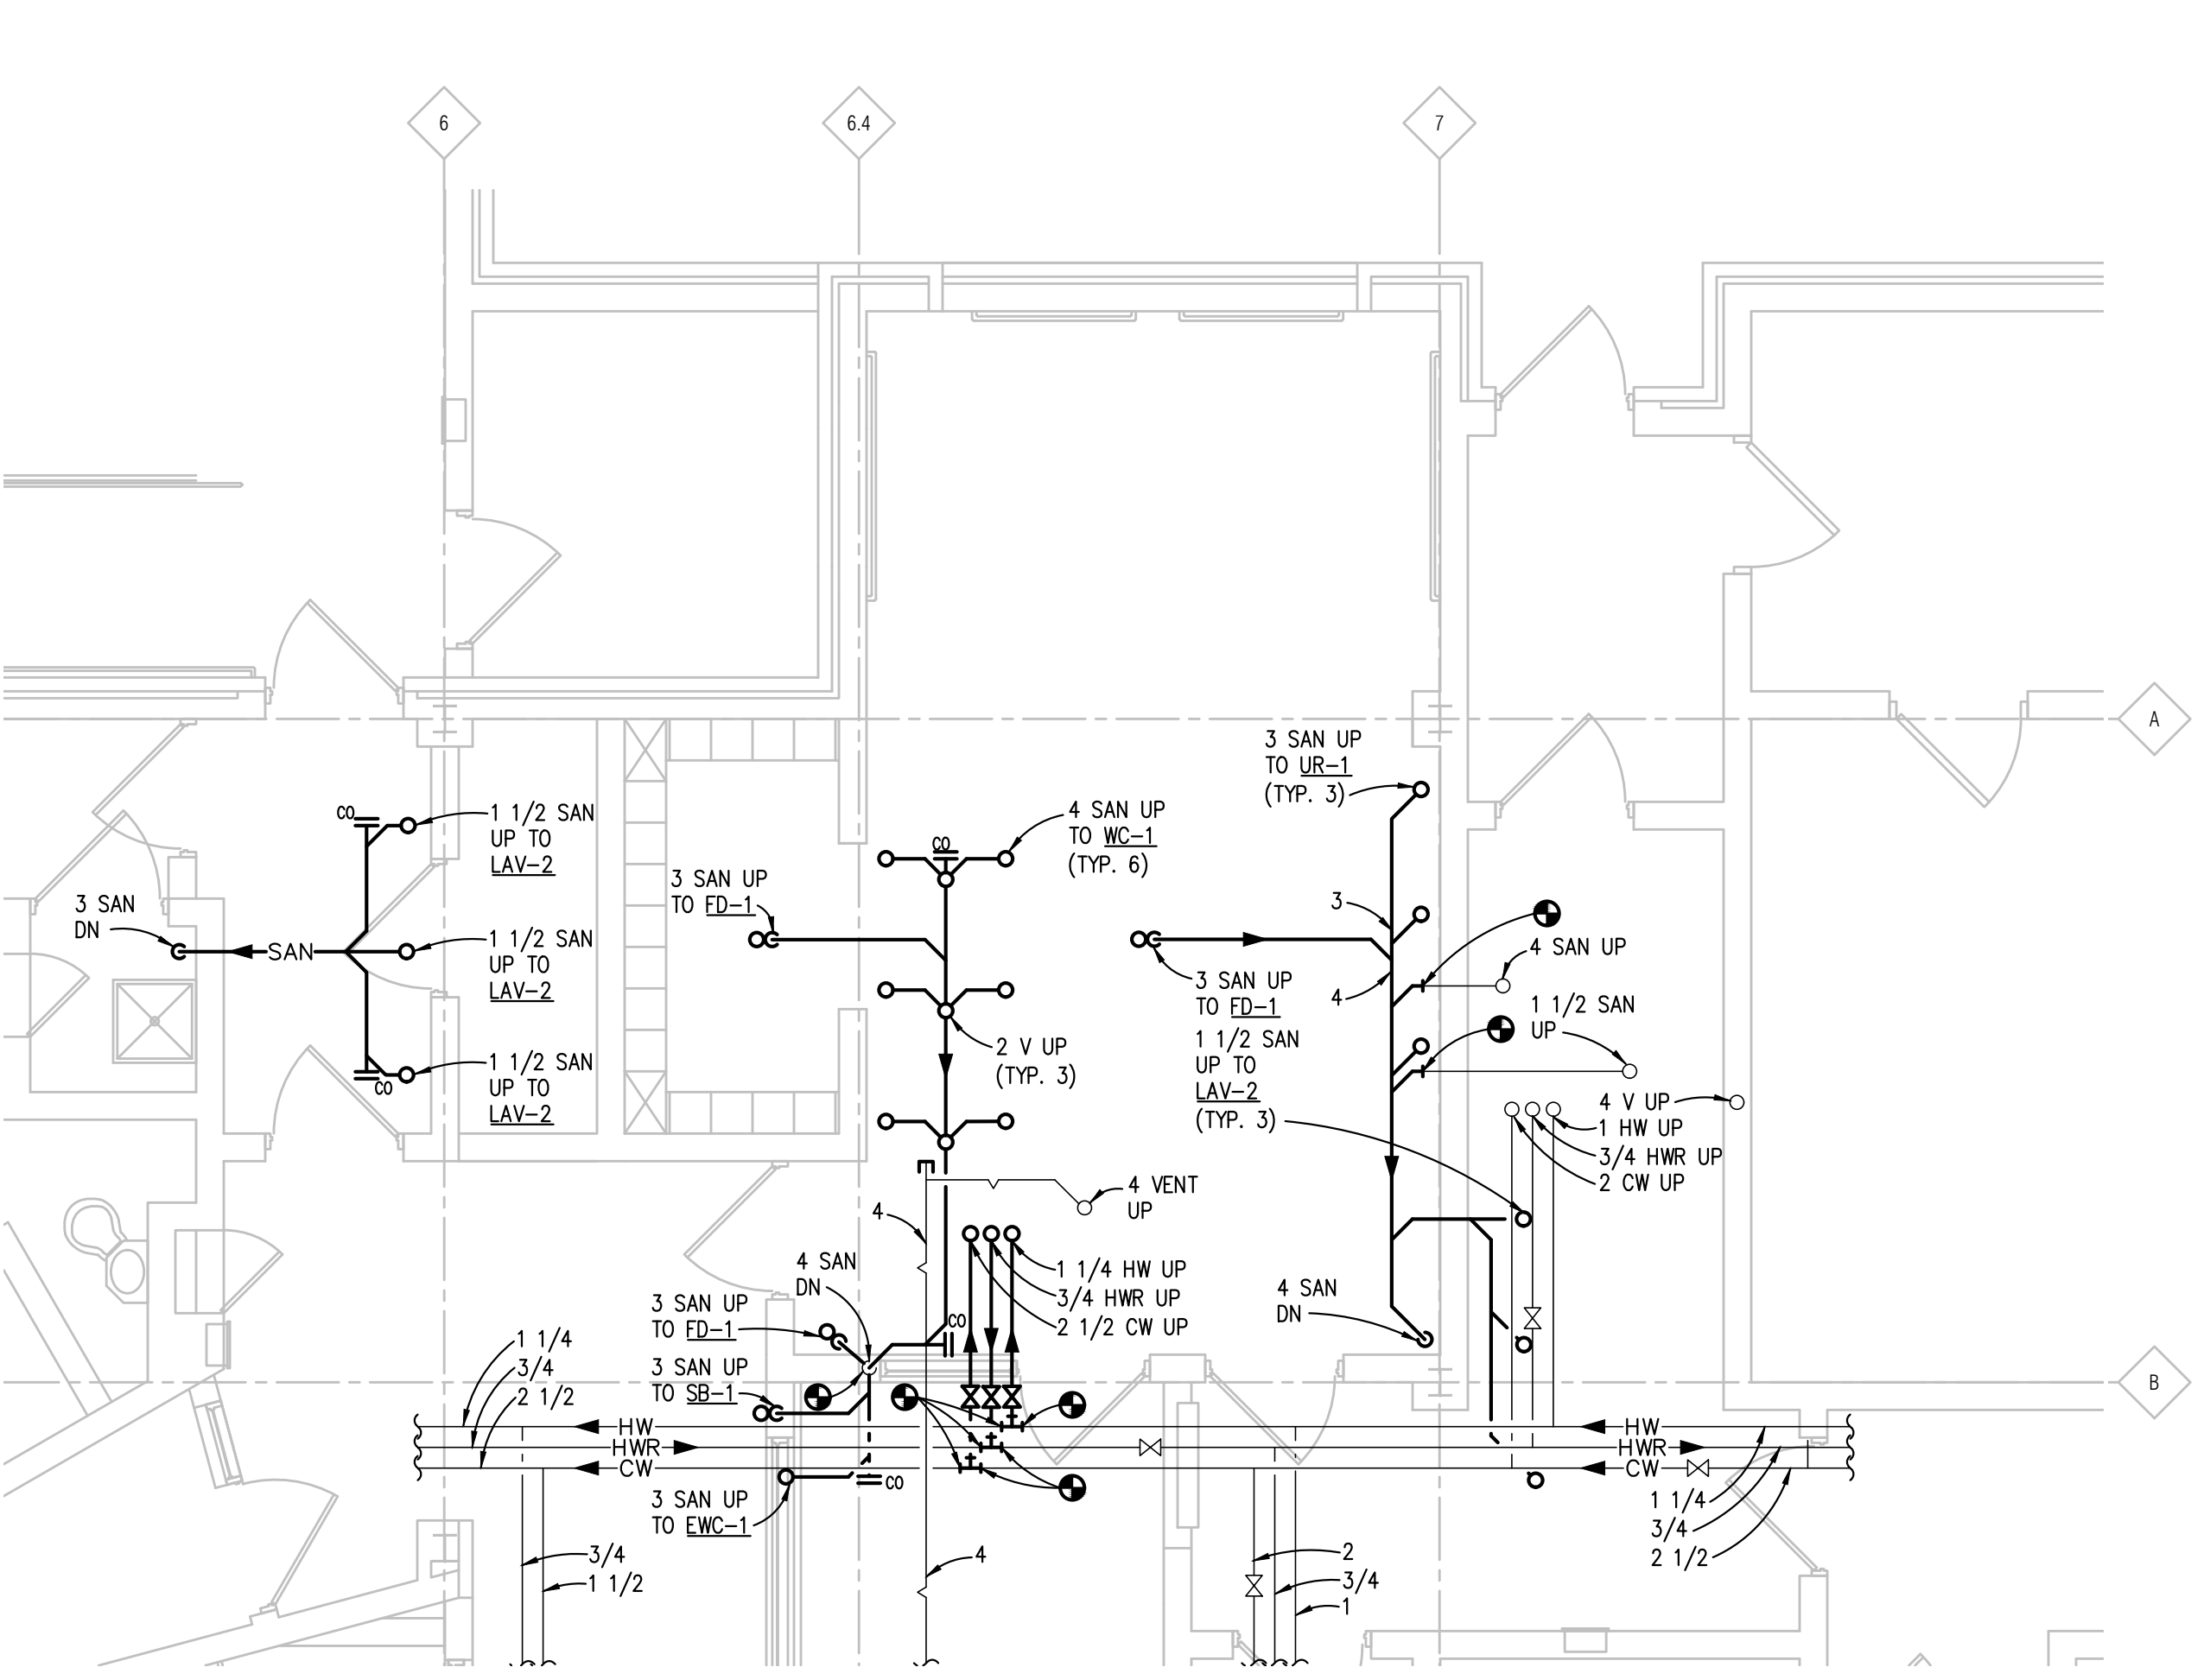 6
6.4
7
A
3 SAN UP
TO UR-1
(TYP. 3)
CO
1 1/2 SAN
UP TO
LAV-2
4 SAN UP
TO WC-1
(TYP. 6)
CO
3 SAN UP
TO FD-1
3
3 SAN
DN
SAN
1 1/2 SAN
UP TO
LAV-2
4 SAN UP
3 SAN UP
TO FD-1
4
1 1/2 SAN
UP
2 V UP
(TYP. 3)
1 1/2 SAN
UP TO
LAV-2
(TYP. 3)
CO
1 1/2 SAN
UP TO
LAV-2
4 V UP
1 HW UP
3/4 HWR UP
2 CW UP
4 VENT
UP
4
4 SAN
DN
1 1/4 HW UP
3/4 HWR UP
2 1/2 CW UP
4 SAN
DN
3 SAN UP
TO FD-1
CO
1 1/4
3/4
2 1/2
3 SAN UP
TO SB-1
B
HW
HWR
CW
HW
HWR
CW
CO
3 SAN UP
TO EWC-1
1 1/4
3/4
2 1/2
3/4
1 1/2
4
2
3/4
1